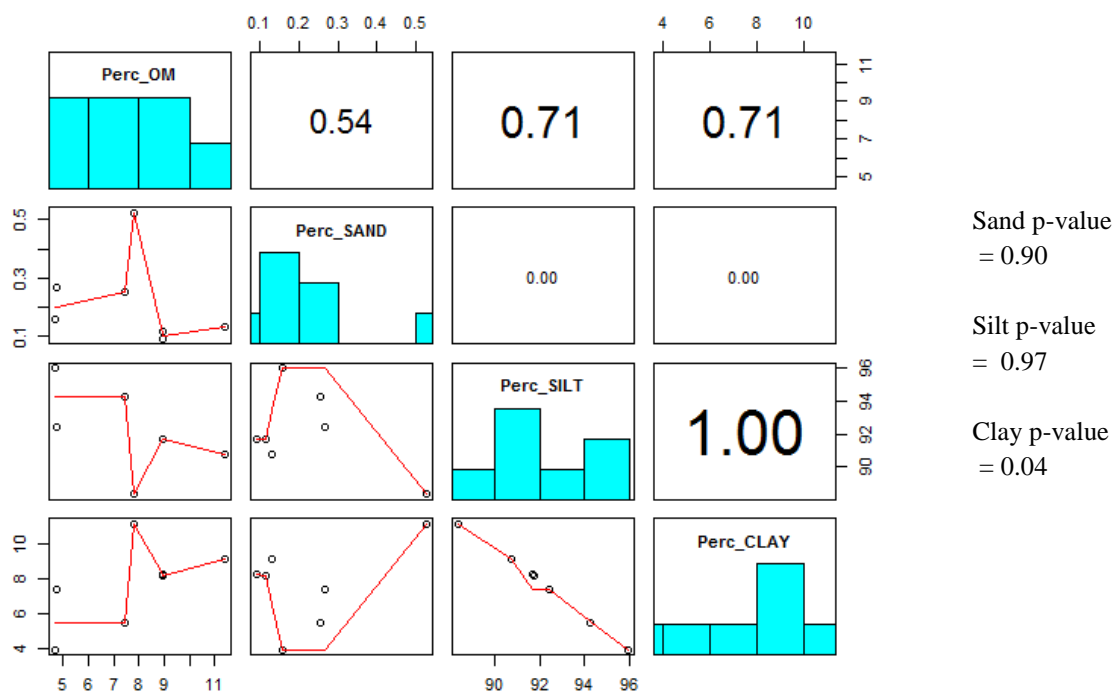 0.1 0.2 0.3 0.4 0.5
4 6 8 10
Perc_OM
0.54
0.71
0.71
11
9
7
5
0.5
0.3
0.1
Perc_SAND
0.00
0.00
Sand p-value
= 0.90
Perc_SILT
1.00
96
94
92
90
Silt p-value
= 0.97
Clay p-value
= 0.04
10
8
6
4
Perc_CLAY
5 6 7 8 9 11
90 92 94 96